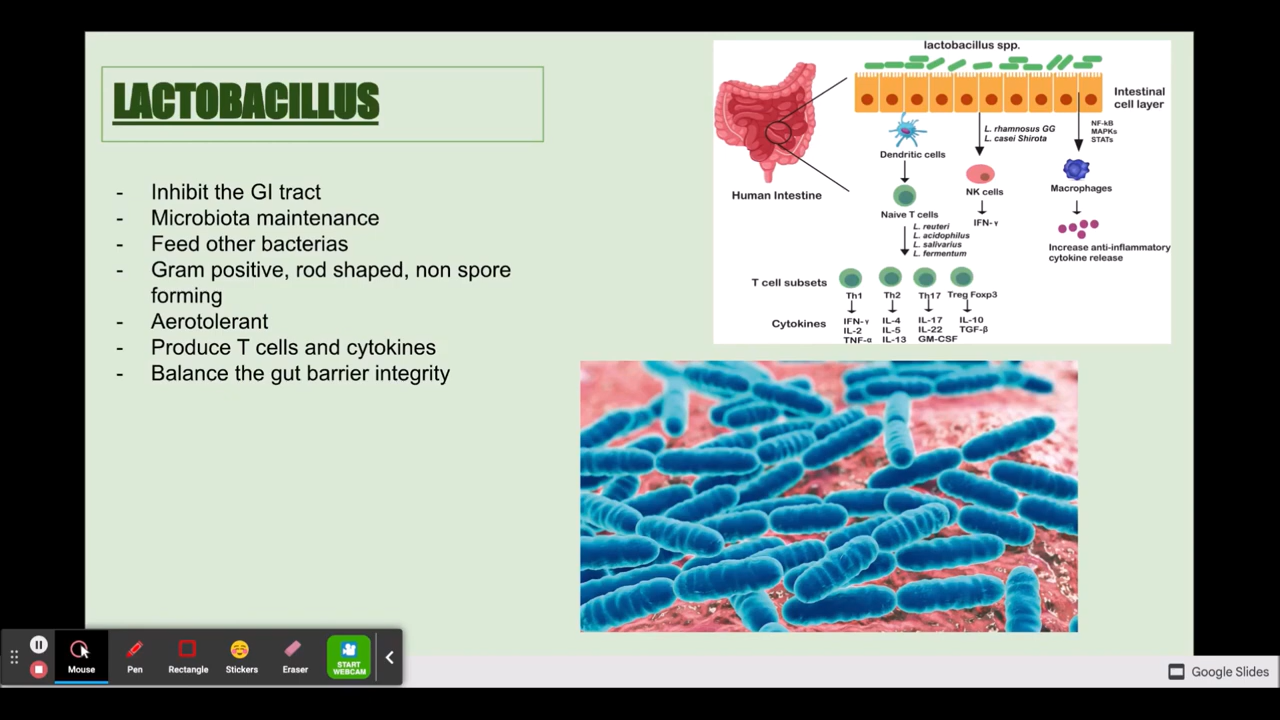 LACTOBACILLUS
- Inhibit the GI tract
- Microbiota maintenance
- Feed other bacterias
- Gram positive, rod shaped, non spore
forming
- Aerotolerant
- Produce T cells and cytokines
- Balance the gut barrier integrity
lactobacillus spp.
Intestinal
cell layer
Human Intestine
Dendritic cells
Naive T cells
L. reuteri
L. acidophilus
L. salivarius
L. fermentum
L. rhamnosus GG
L. casei Shirota
NK cells
IFN-γ
NF-kB
MAPKs
STATs
Macrophages
Increase anti-inflammatory
cytokine release
T cell subsets
Th1 Th2 Th17 Treg Foxp3
Cytokines
IFN-γ IL-4 IL-17 IL-10
IL-2 IL-5 IL-22 TGF-β
TNF-α IL-13 GM-CSF
Mouse
Pen
Rectangle
Stickers
Eraser
START
WEBCAM
Google Slides